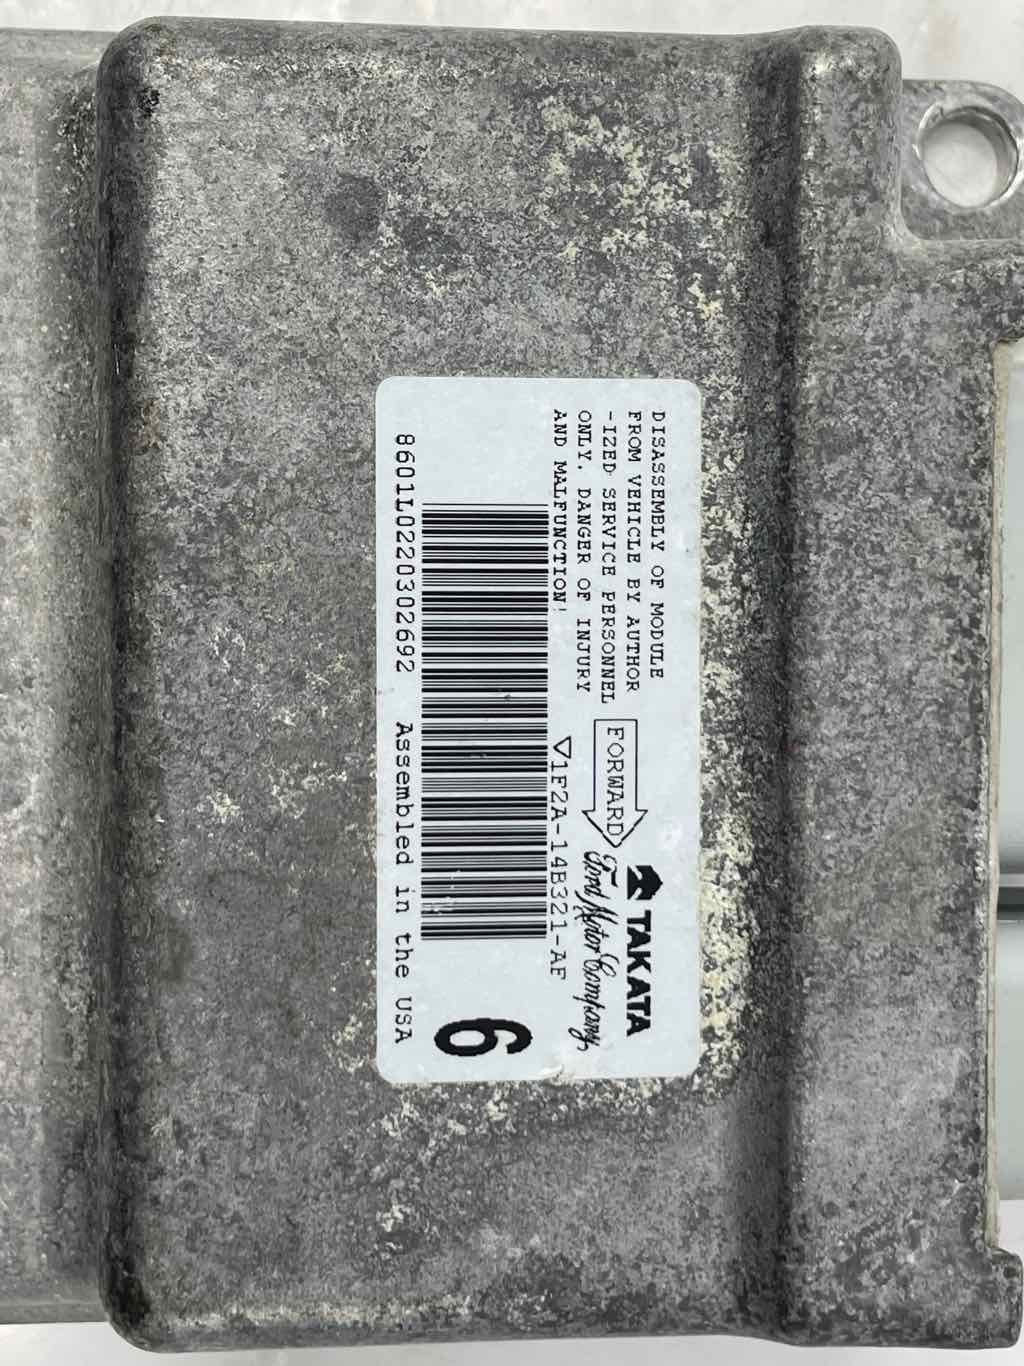 DISASSEMBLY OF MODULE
FROM VEHICLE BY AUTHOR
-IZED SERVICE PERSONNEL
ONLY. DANGER OF INJURY
AND MALFUNCTION!
FORWARD
TAKATA
Ford Motor Company,
▽1F2A-14B321-AF
6
8601L0220302692 Assembled in the USA